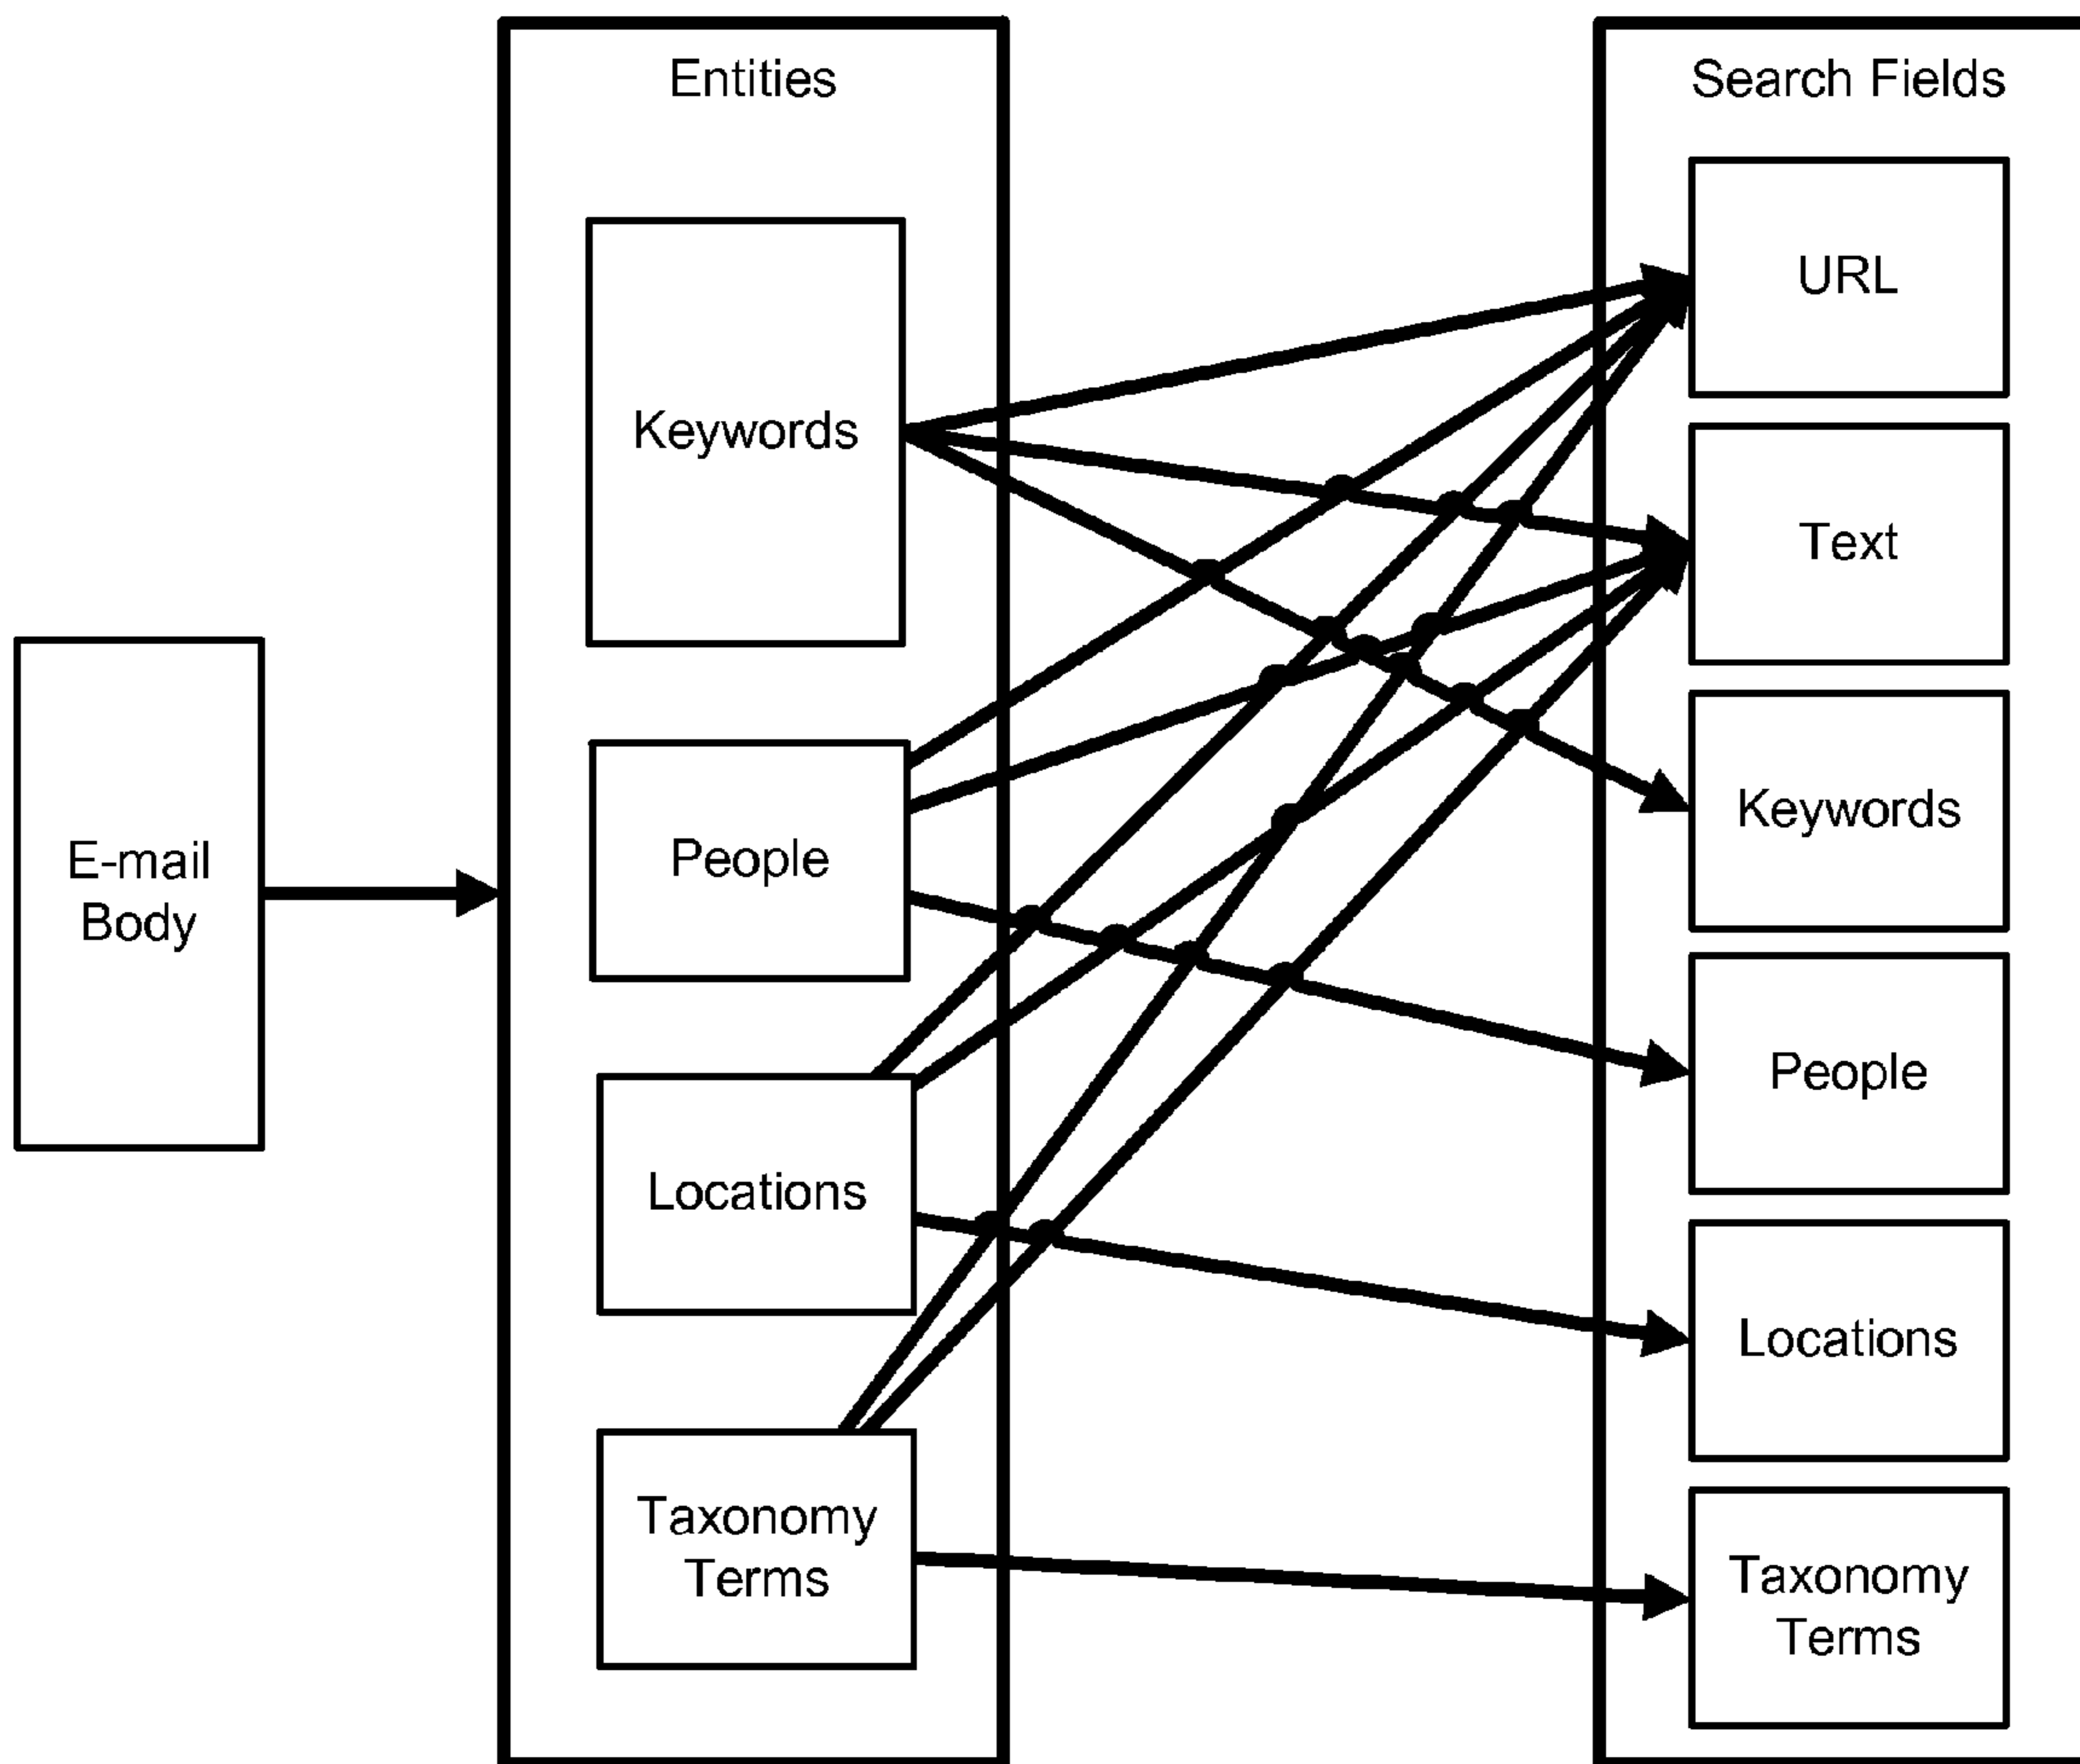 E-mail
Body
Entities
Keywords
People
Locations
Taxonomy
Terms
Search Fields
URL
Text
Keywords
People
Locations
Taxonomy
Terms